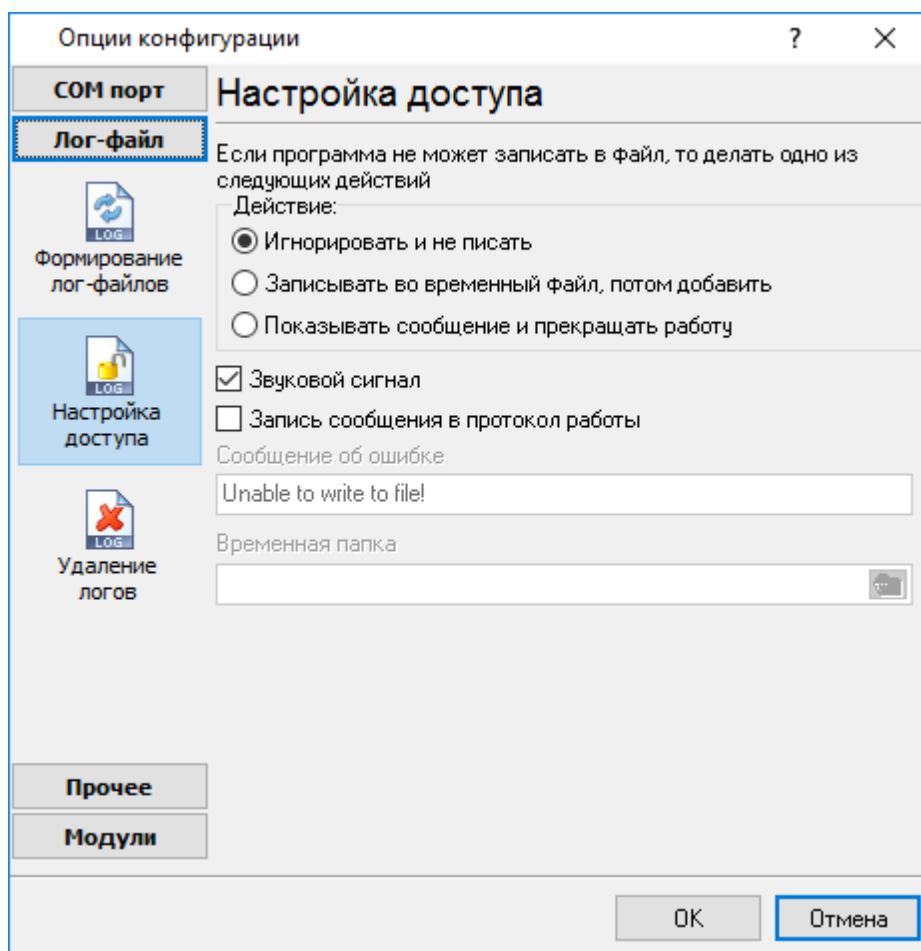 Опции конфигурации
?
COM порт
Лог-файл
LOG
Формирование
лог-файлов
LOG
Настройка
доступа
LOG
Удаление
логов
Прочее
Модули
Настройка доступа
Если программа не может записать в файл, то делать одно из
следующих действий
Действие:
Игнорировать и не писать
Записывать во временный файл, потом добавить
Показывать сообщение и прекращать работу
Звуковой сигнал
Запись сообщения в протокол работы
Сообщение об ошибке
Unable to write to file!
Временная папка
OK
Отмена